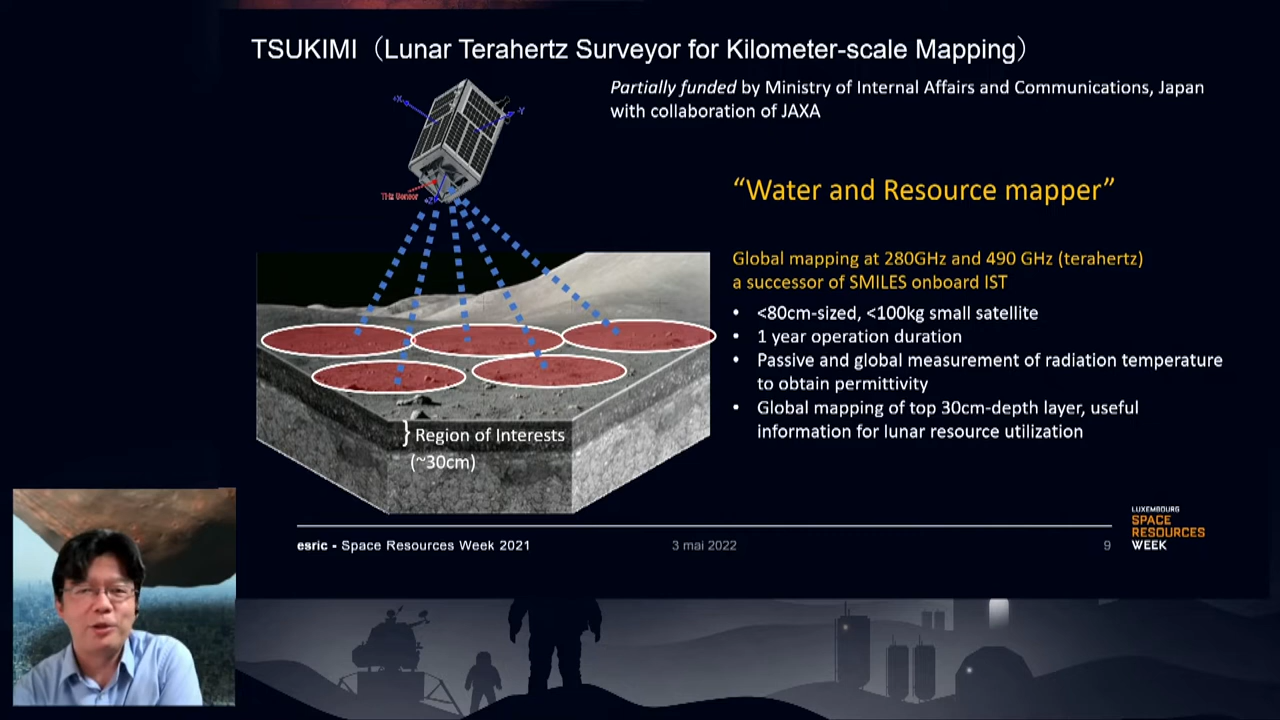 TSUKIMI（Lunar Terahertz Surveyor for Kilometer-scale Mapping）
Partially funded by Ministry of Internal Affairs and Communications, Japan
with collaboration of JAXA
+X
-Y
THz Sensor
+Z
“Water and Resource mapper”
Global mapping at 280GHz and 490 GHz (terahertz)
a successor of SMILES onboard IST
• <80cm-sized, <100kg small satellite
• 1 year operation duration
• Passive and global measurement of radiation temperature
to obtain permittivity
• Global mapping of top 30cm-depth layer, useful
information for lunar resource utilization
} Region of Interests
(~30cm)
esric - Space Resources Week 2021
3 mai 2022
9
LUXEMBOURG
SPACE
RESOURCES
WEEK